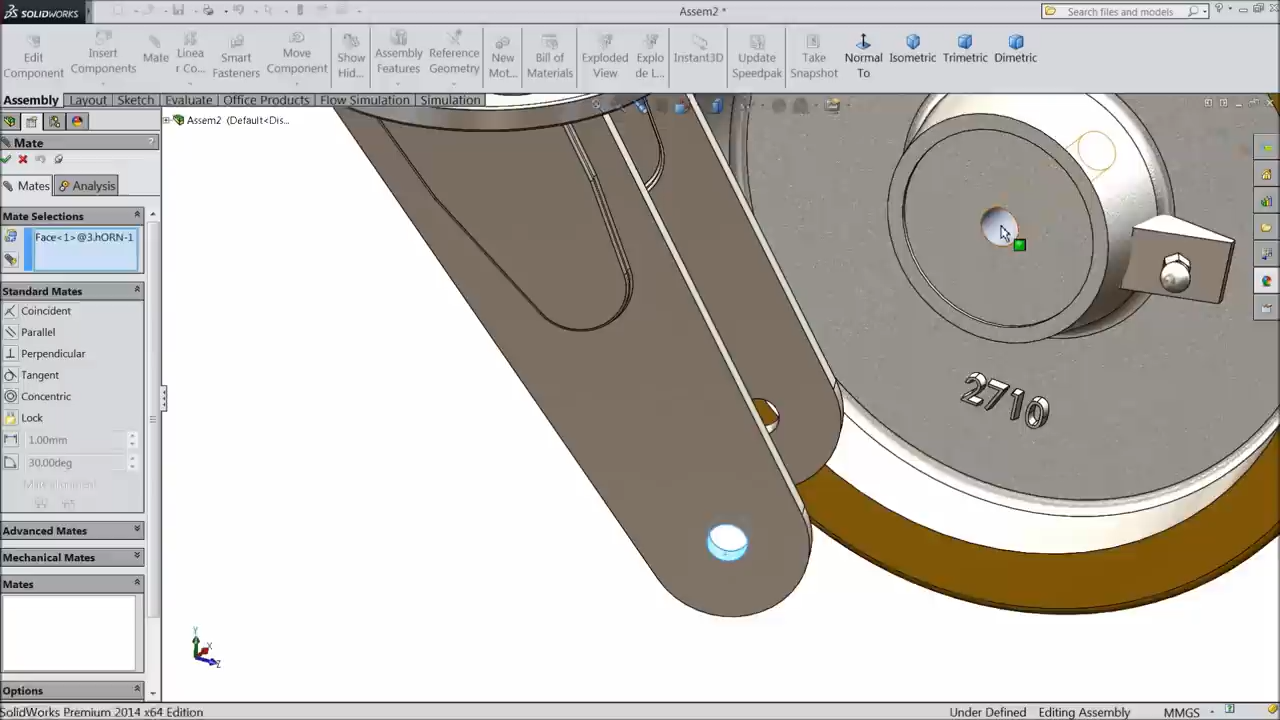 SOLIDWORKS
Assem2 *
Search files and models
Edit Component
Insert Components
Mate
Linea r Co...
Smart Fasteners
Move Component
Show Hid...
Assembly Features
Reference Geometry
New Mot...
Bill of Materials
Exploded View
Explo de L...
Instant3D
Update Speedpak
Take Snapshot
Normal To
Isometric
Trimetric
Dimetric
Assembly
Layout
Sketch
Evaluate
Office Products
Flow Simulation
Simulation
Assem2 (Default<Dis...
Mate
?
Mates
Analysis
Mate Selections
Face<1>@3.hORN-1
Standard Mates
Coincident
Parallel
Perpendicular
Tangent
Concentric
Lock
1.00mm
30.00deg
Mate alignment
Advanced Mates
Mechanical Mates
Mates
Options
2710
Y
X
Z
SolidWorks Premium 2014 x64 Edition
Under Defined
Editing Assembly
MMGS